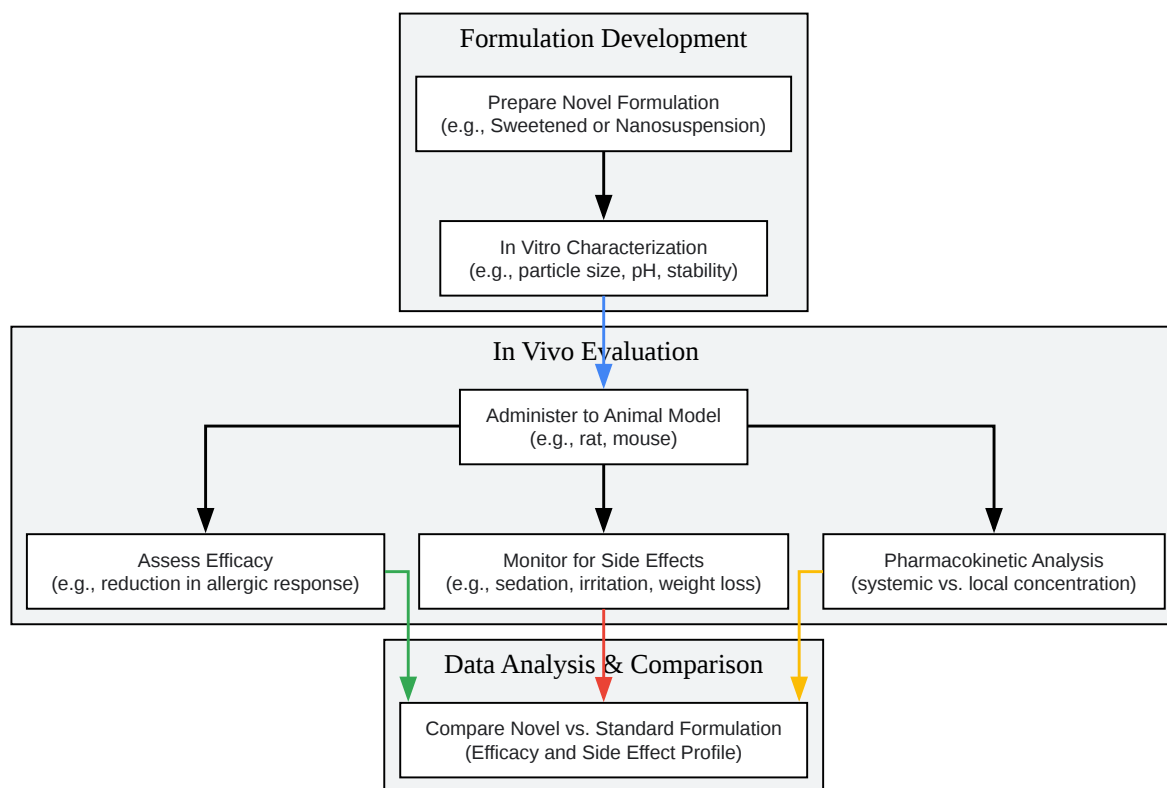 Formulation Development
Prepare Novel Formulation
(e.g., Sweetened or Nanosuspension)
In Vitro Characterization
(e.g., particle size, pH, stability)
In Vivo Evaluation
Administer to Animal Model
(e.g., rat, mouse)
Assess Efficacy
(e.g., reduction in allergic response)
Monitor for Side Effects
(e.g., sedation, irritation, weight loss)
Pharmacokinetic Analysis
(systemic vs. local concentration)
Data Analysis & Comparison
Compare Novel vs. Standard Formulation
(Efficacy and Side Effect Profile)